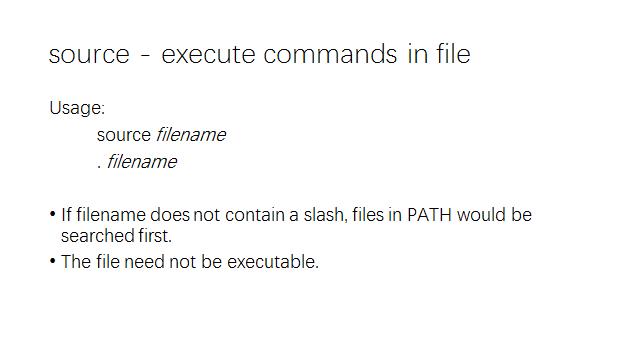 source - execute commands in file
Usage:
source filename
. filename
• If filename does not contain a slash, files in PATH would be
searched first.
• The file need not be executable.